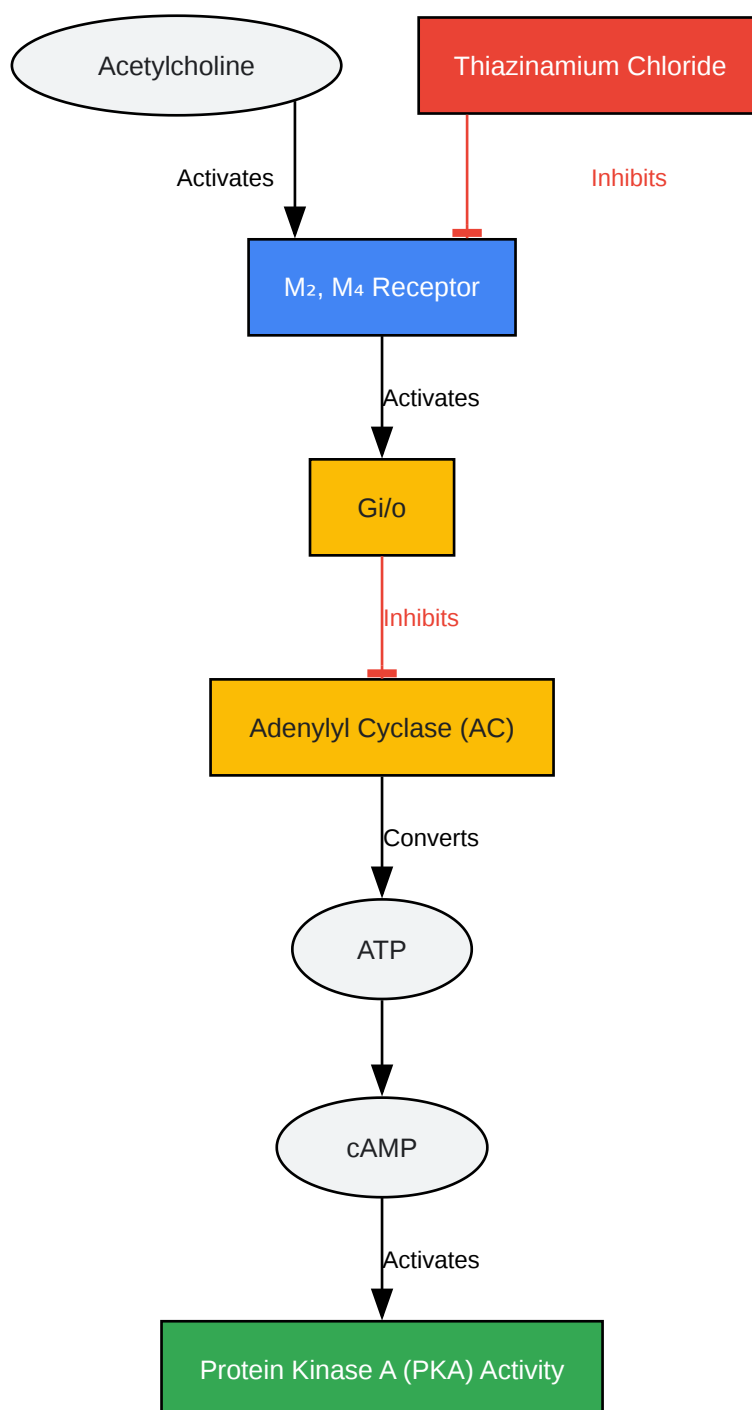 Acetylcholine
Thiazinamium Chloride
Activates
Inhibits
M₂, M₄ Receptor
Activates
Gi/o
Inhibits
Adenylyl Cyclase (AC)
Converts
ATP
cAMP
Activates
Protein Kinase A (PKA) Activity